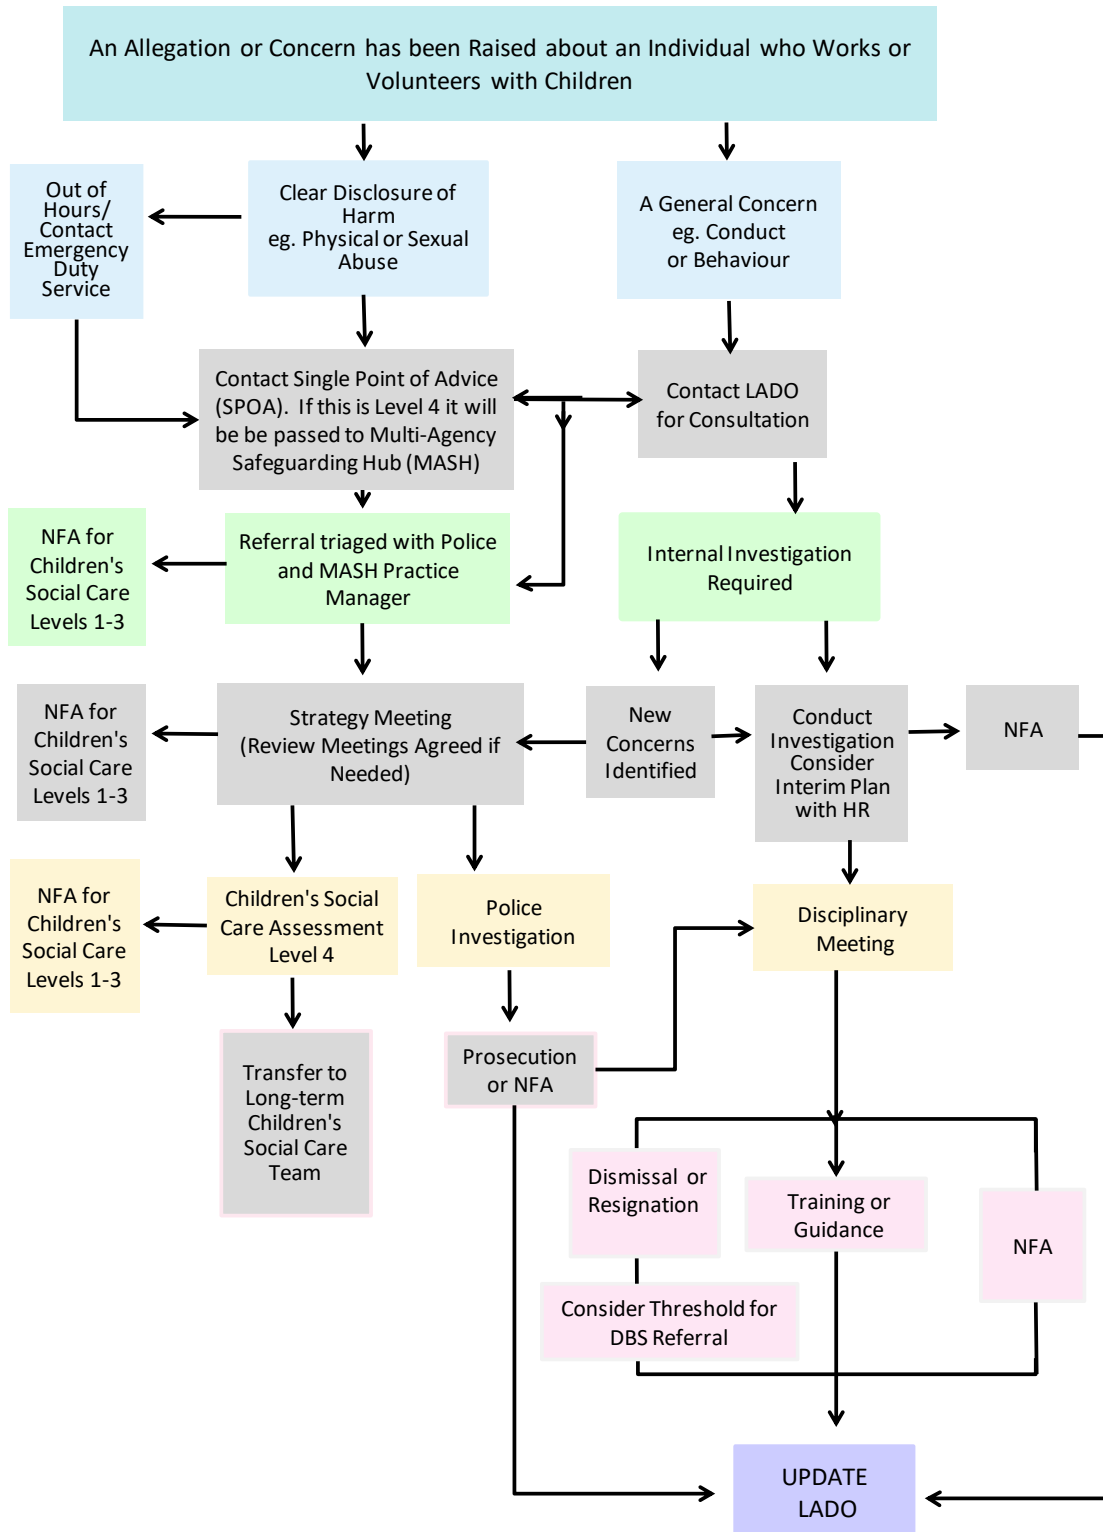 An Allegation or Concern has been Raised about an Individual who Works or
Volunteers with Children
Out of
Hours/
Contact
Emergency
Duty
Service
Clear Disclosure of
Harm
eg. Physical or Sexual
Abuse
A General Concern
eg. Conduct
or Behaviour
Contact Single Point of Advice
(SPOA). If this is Level 4 it will
be be passed to Multi-Agency
Safeguarding Hub (MASH)
Contact LADO
for Consultation
NFA for
Children's
Social Care
Levels 1-3
Referral triaged with Police
and MASH Practice
Manager
Internal Investigation
Required
NFA for
Children's
Social Care
Levels 1-3
Strategy Meeting
(Review Meetings Agreed if
Needed)
New
Concerns
Identified
Conduct
Investigation
Consider
Interim Plan
with HR
NFA
NFA for
Children's
Social Care
Levels 1-3
Children's Social
Care Assessment
Level 4
Police
Investigation
Disciplinary
Meeting
Transfer to
Long-term
Children's
Social Care
Team
Prosecution
or NFA
Dismissal or
Resignation
Training or
Guidance
NFA
Consider Threshold for
DBS Referral
UPDATE
LADO